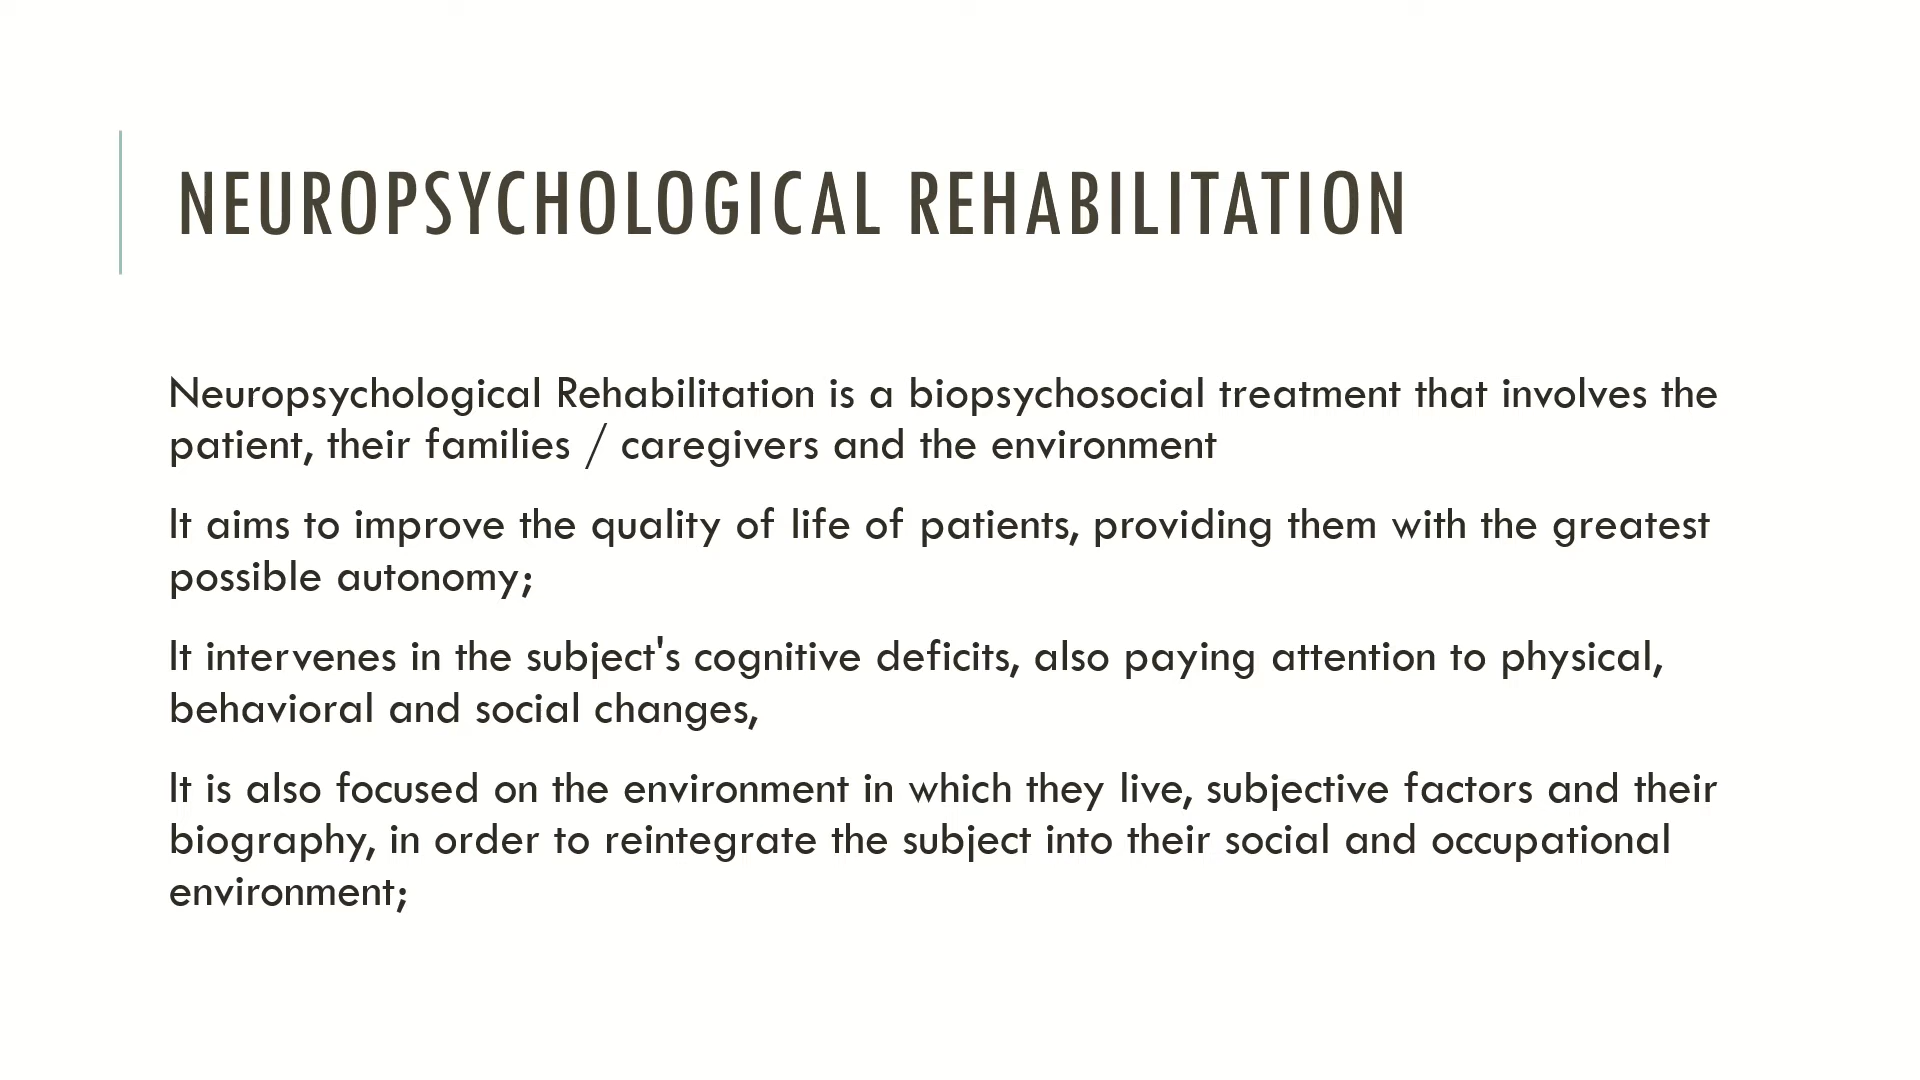 NEUROPSYCHOLOGICAL REHABILITATION
Neuropsychological Rehabilitation is a biopsychosocial treatment that involves the
patient, their families / caregivers and the environment
It aims to improve the quality of life of patients, providing them with the greatest
possible autonomy;
It intervenes in the subject's cognitive deficits, also paying attention to physical,
behavioral and social changes,
It is also focused on the environment in which they live, subjective factors and their
biography, in order to reintegrate the subject into their social and occupational
environment;